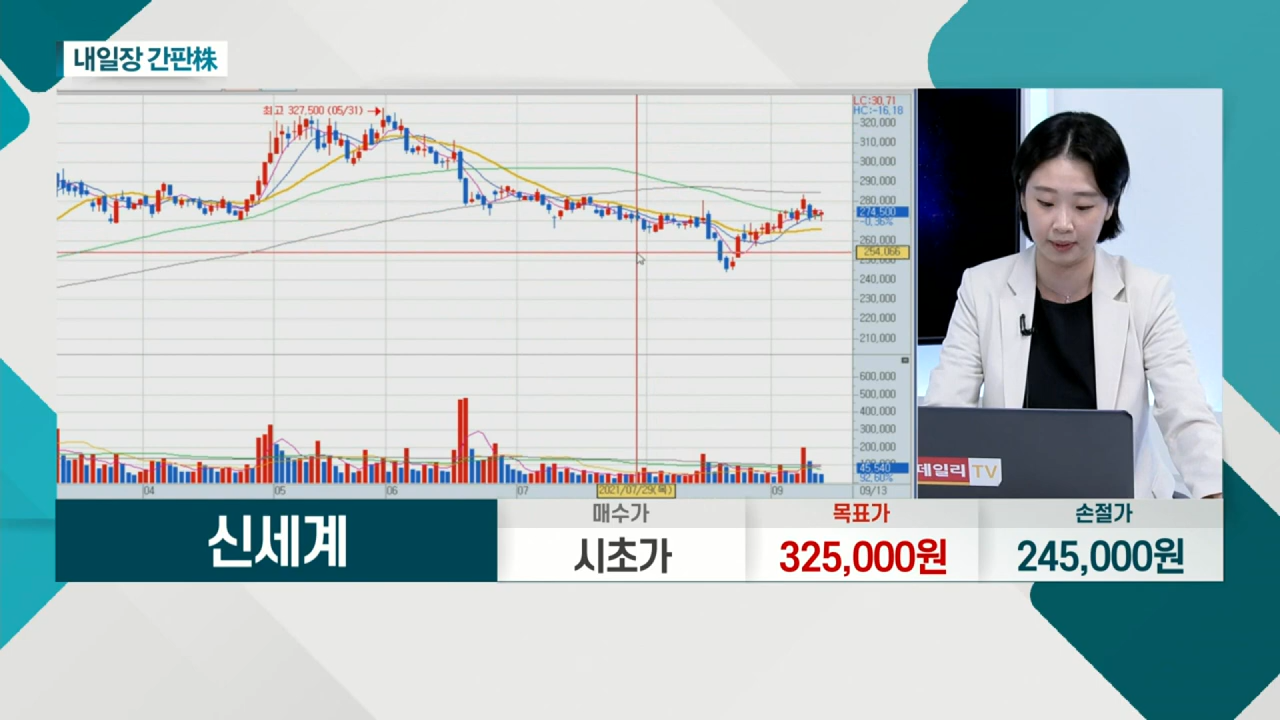 내일장 간판株
최고 327,500 (05/31) →
LC:30.71
HC:-16.18
320,000
310,000
300,000
290,000
280,000
274,500
-0.36%
260,000
254,066
250,000
240,000
230,000
220,000
210,000
600,000
500,000
400,000
300,000
200,000
45,540
92.60%
04
05
06
07
2021/07/29(목)
09
09/13
데일리 TV
신세계
매수가
시초가
목표가
325,000원
손절가
245,000원